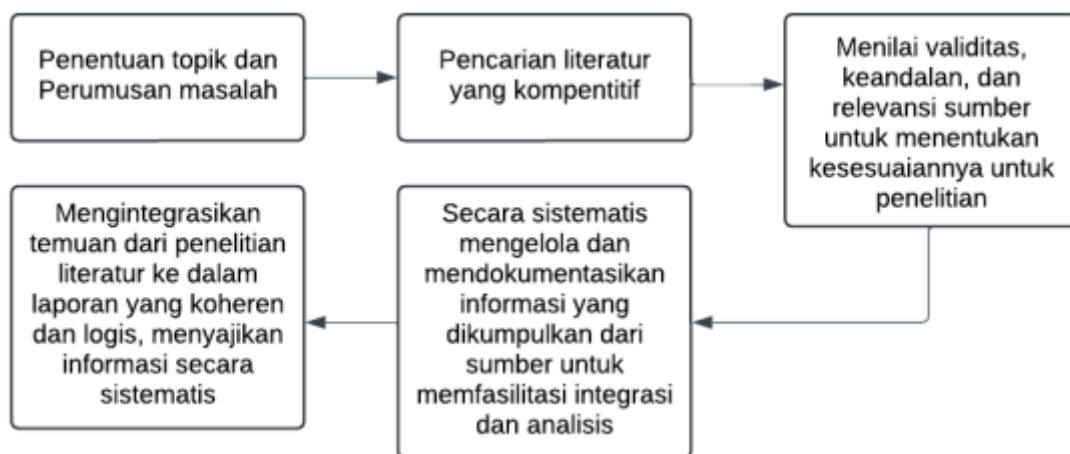 Penentuan topik dan
Perumusan masalah
Pencarian literatur
yang kompentitif
Menilai validitas,
keandalan, dan
relevansi sumber
untuk menentukan
kesesuaiannya untuk
penelitian
Secara sistematis
mengelola dan
mendokumentasikan
informasi yang
dikumpulkan dari
sumber untuk
memfasilitasi integrasi
dan analisis
Mengintegrasikan
temuan dari penelitian
literatur ke dalam
laporan yang koheren
dan logis, menyajikan
informasi secara
sistematis